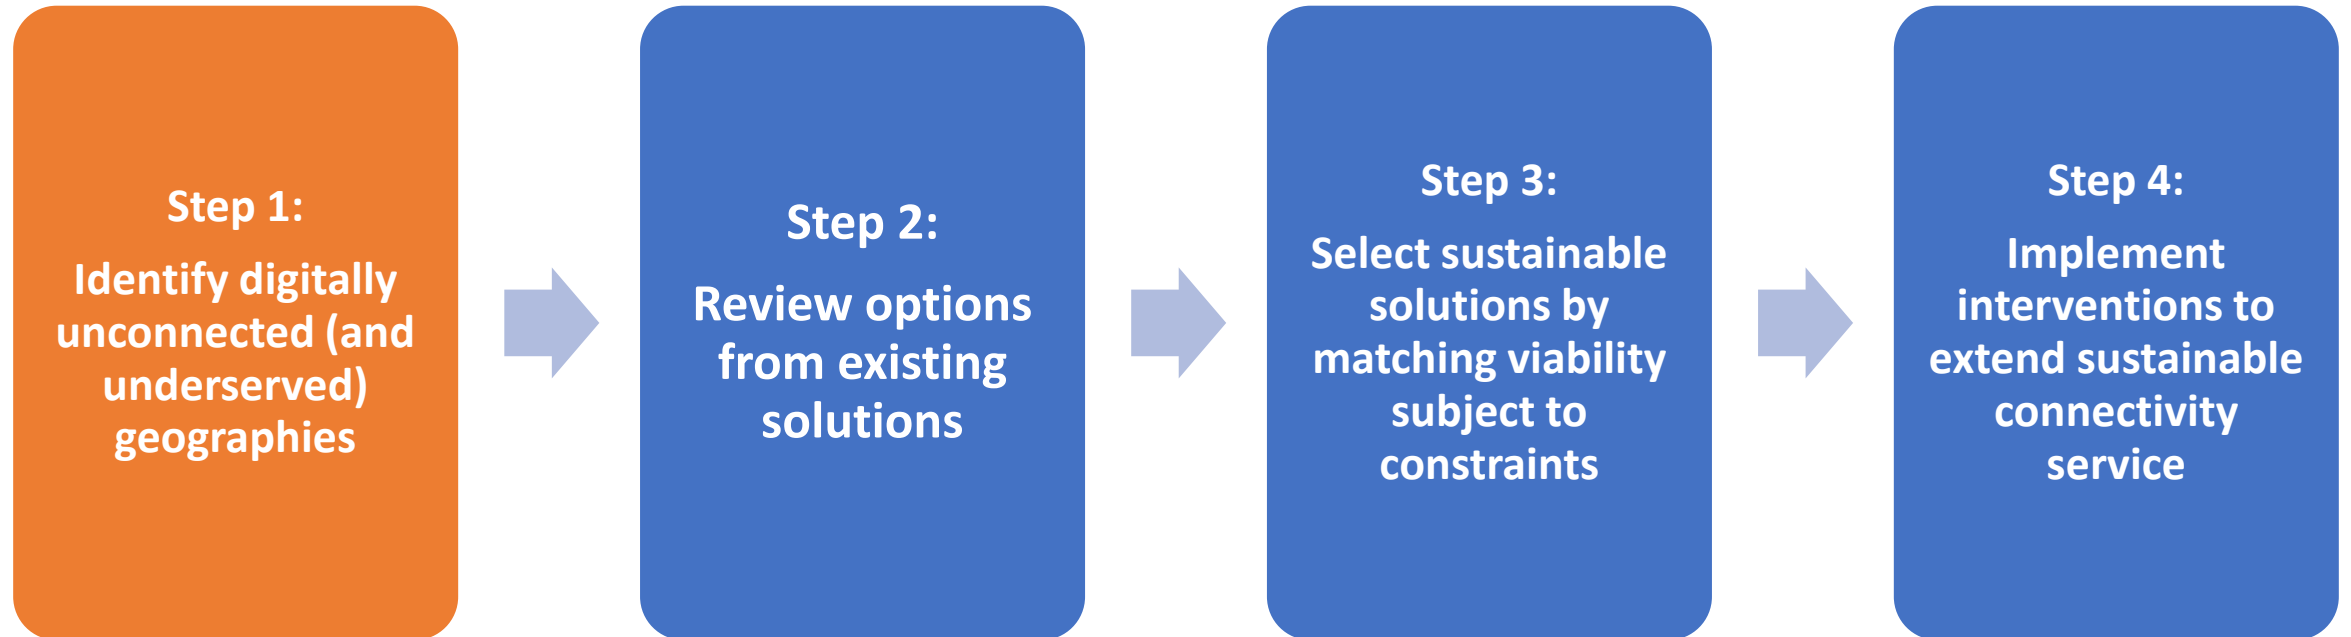 Step 1:
Identify digitally
unconnected (and
underserved)
geographies
Step 2:
Review options
from existing
solutions
Step 3:
Select sustainable
solutions by
matching viability
subject to
constraints
Step 4:
Implement
interventions to
extend sustainable
connectivity
service